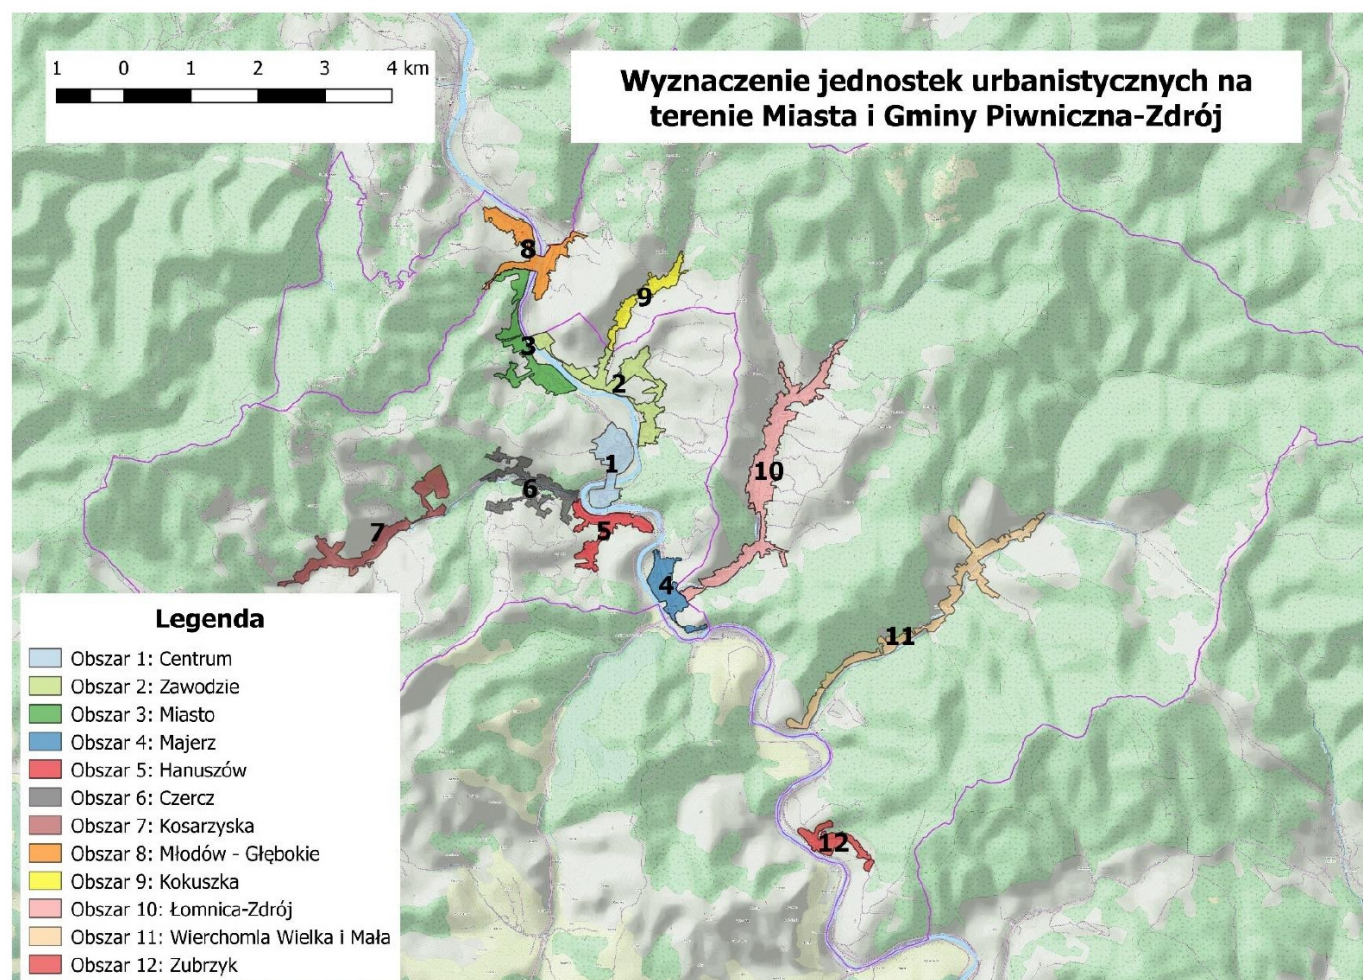 1 0 1 2 3 4 km
Wyznaczenie jednostek urbanistycznych na
terenie Miasta i Gminy Piwniczna-Zdrój
8
9
3
2
1
10
6
5
7
4
11
12
Legenda
Obszar 1: Centrum
Obszar 2: Zawodzie
Obszar 3: Miasto
Obszar 4: Majerz
Obszar 5: Hanuszów
Obszar 6: Czercz
Obszar 7: Kosarzyska
Obszar 8: Młodów - Głębokie
Obszar 9: Kokuszka
Obszar 10: Łomnica-Zdrój
Obszar 11: Wierchomla Wielka i Mała
Obszar 12: Zubrzyk